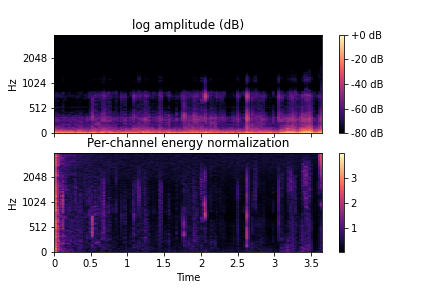 log amplitude (dB)
Hz
2048
1024
512
0
+0 dB
-20 dB
-40 dB
-60 dB
-80 dB
Per-channel energy normalization
Hz
2048
1024
512
0
3
2
1
0 0.5 1 1.5 2 2.5 3 3.5
Time